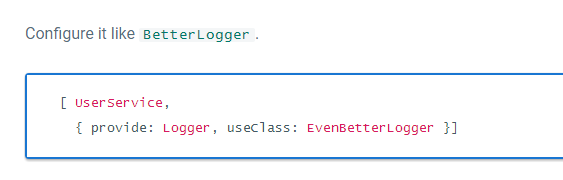 Configure it like BetterLogger.
[ UserService,
{ provide: Logger, useClass: EvenBetterLogger }]